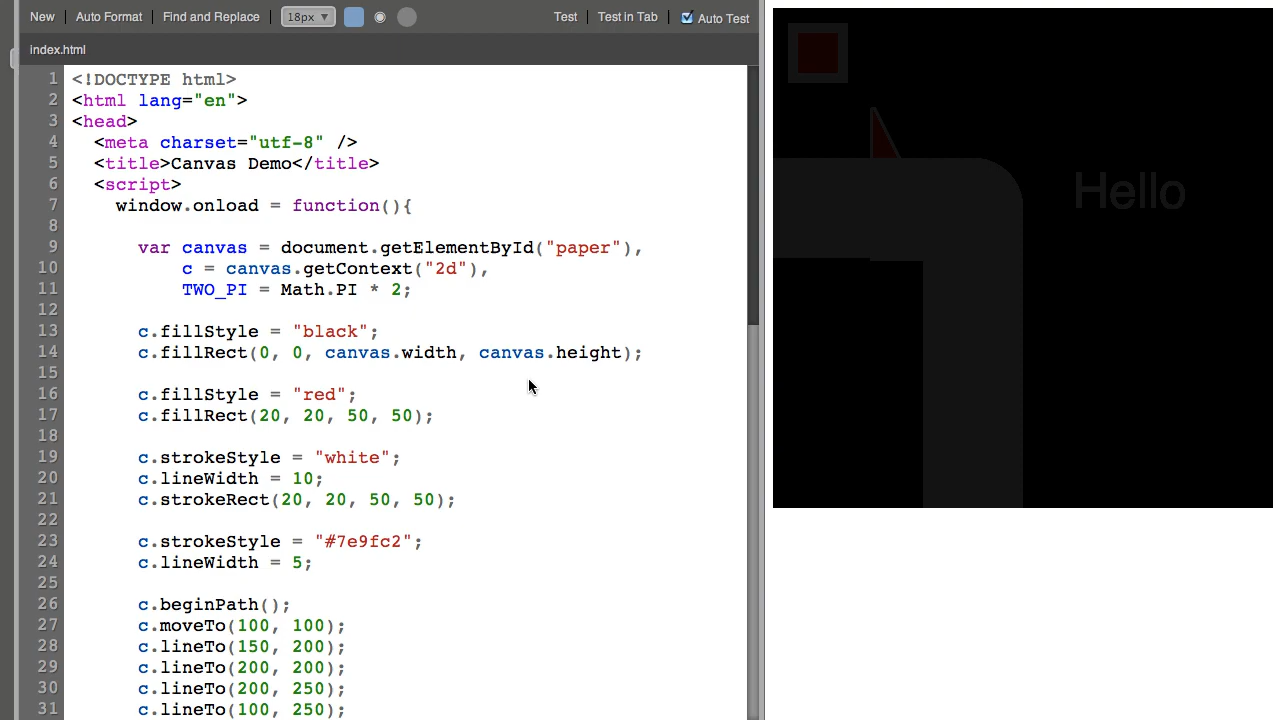 New Auto Format Find and Replace 18px ▼ Test Test in Tab Auto Test
index.html
1 <!DOCTYPE html>
2 <html lang="en">
3 <head>
4 <meta charset="utf-8" />
5 <title>Canvas Demo</title>
6 <script>
7 window.onload = function(){
8
9 var canvas = document.getElementById("paper"),
10 c = canvas.getContext("2d"),
11 TWO_PI = Math.PI * 2;
12
13 c.fillStyle = "black";
14 c.fillRect(0, 0, canvas.width, canvas.height);
15
16 c.fillStyle = "red";
17 c.fillRect(20, 20, 50, 50);
18
19 c.strokeStyle = "white";
20 c.lineWidth = 10;
21 c.strokeRect(20, 20, 50, 50);
22
23 c.strokeStyle = "#7e9fc2";
24 c.lineWidth = 5;
25
26 c.beginPath();
27 c.moveTo(100, 100);
28 c.lineTo(150, 200);
29 c.lineTo(200, 200);
30 c.lineTo(200, 250);
31 c.lineTo(100, 250);
Hello